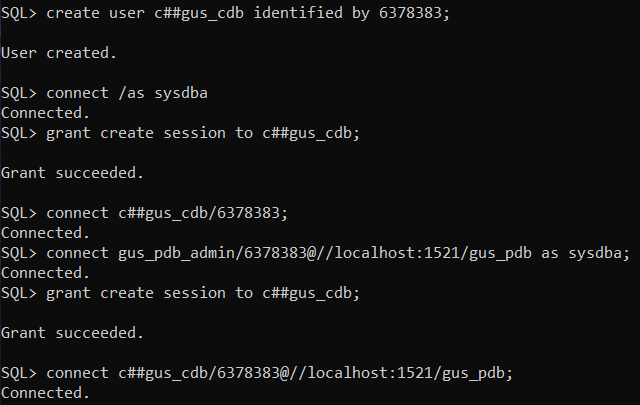 SQL> create user c##gus_cdb identified by 6378383;
User created.
SQL> connect /as sysdba
Connected.
SQL> grant create session to c##gus_cdb;
Grant succeeded.
SQL> connect c##gus_cdb/6378383;
Connected.
SQL> connect gus_pdb_admin/6378383@//localhost:1521/gus_pdb as sysdba;
Connected.
SQL> grant create session to c##gus_cdb;
Grant succeeded.
SQL> connect c##gus_cdb/6378383@//localhost:1521/gus_pdb;
Connected.